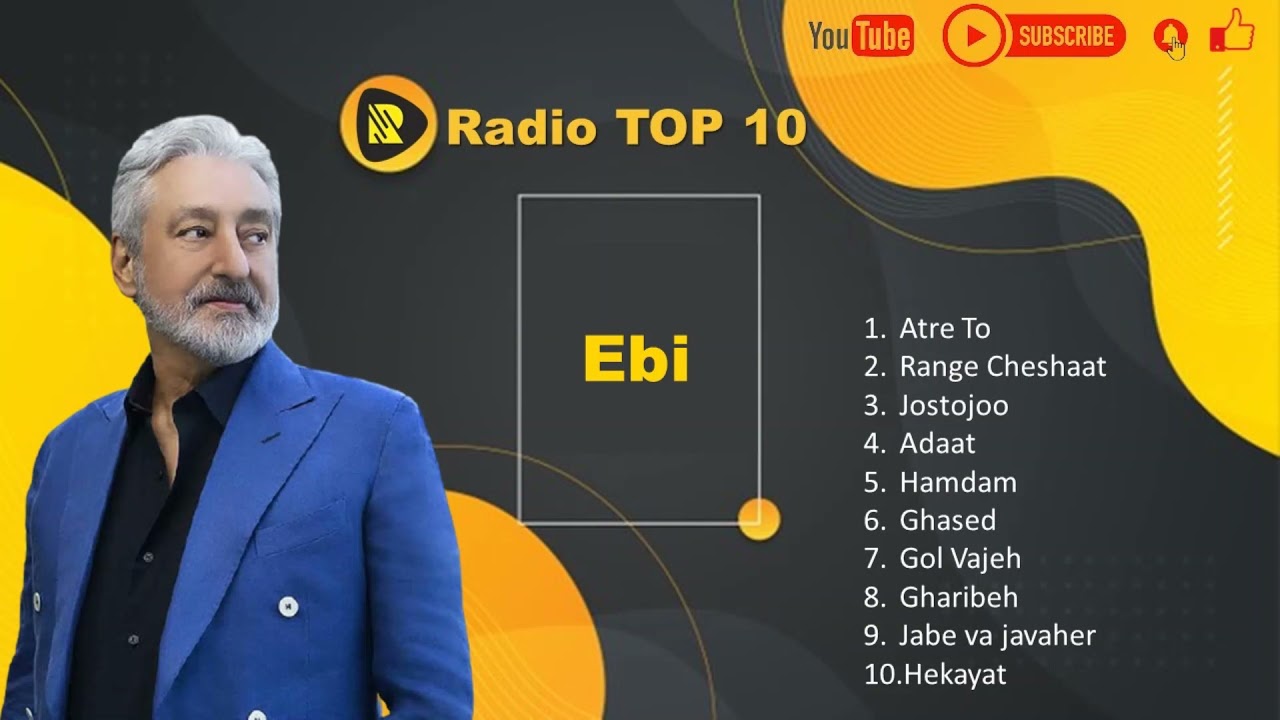 YouTube
SUBSCRIBE
Radio TOP 10
Ebi
1. Atre To
2. Range Cheshaat
3. Jostojoo
4. Adaat
5. Hamdam
6. Ghased
7. Gol Vajeh
8. Gharibeh
9. Jabe va javaher
10.Hekayat